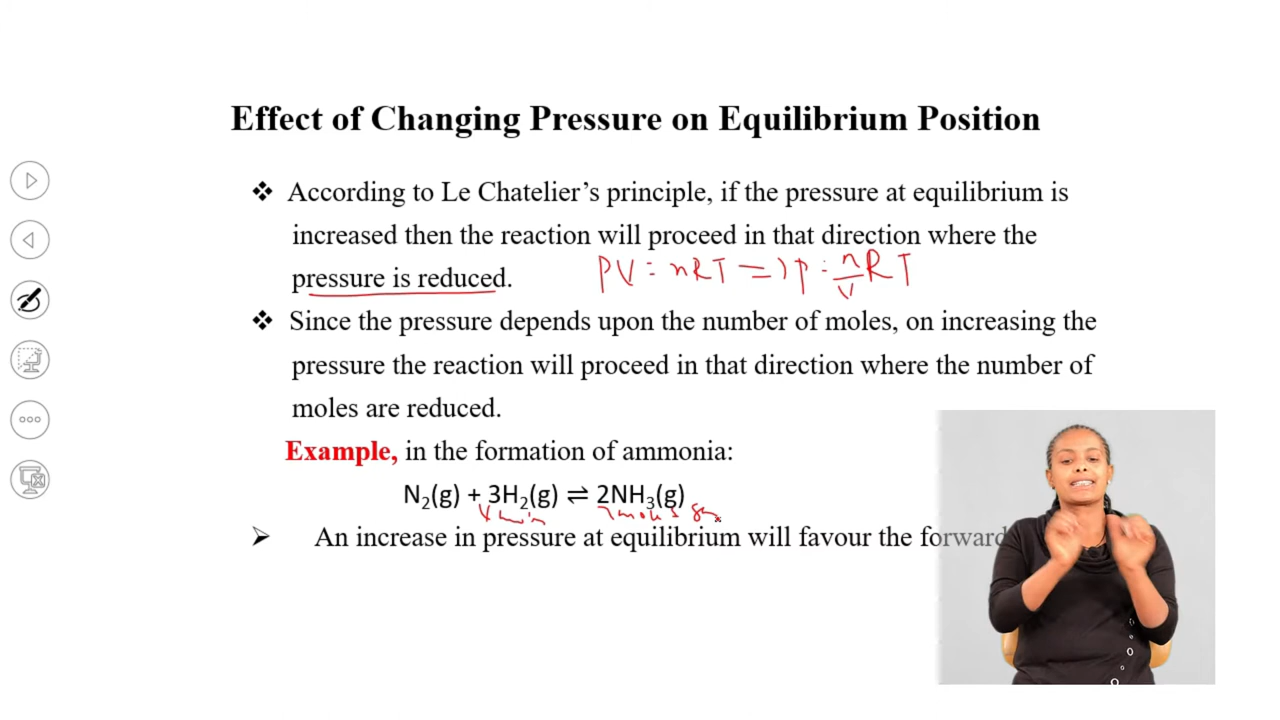 Effect of Changing Pressure on Equilibrium Position
❖ According to Le Chatelier’s principle, if the pressure at equilibrium is
increased then the reaction will proceed in that direction where the
pressure is reduced. PV = nRT => P = n/V RT
❖ Since the pressure depends upon the number of moles, on increasing the
pressure the reaction will proceed in that direction where the number of
moles are reduced.
Example, in the formation of ammonia:
N₂(g) + 3H₂(g) ⇌ 2NH₃(g)
➢ An increase in pressure at equilibrium will favour the forward